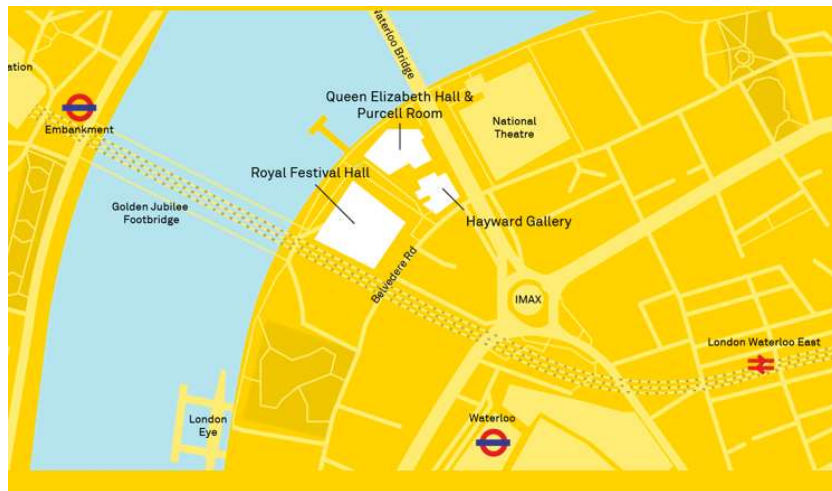 Waterloo Bridge
ation
Embankment
Queen Elizabeth Hall &
Purcell Room
National
Theatre
Royal Festival Hall
Golden Jubilee
Footbridge
Hayward Gallery
Belvedere Rd
IMAX
London Waterloo East
London
Eye
Waterloo